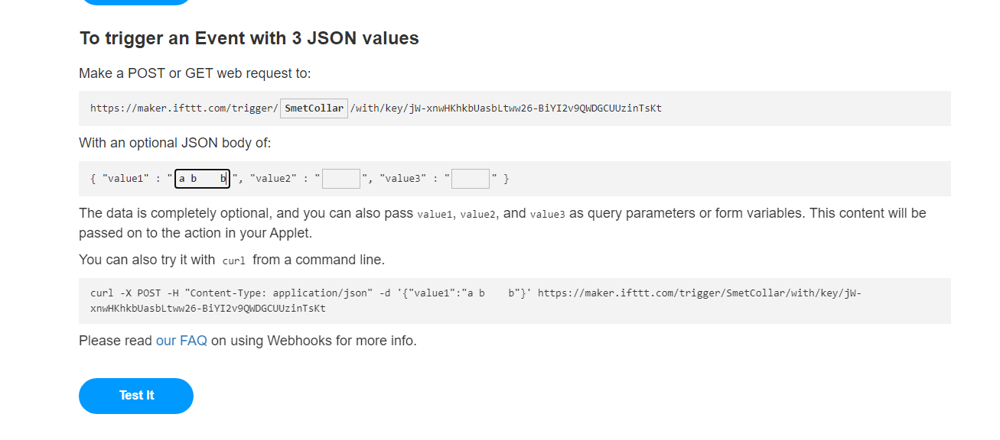 To trigger an Event with 3 JSON values
Make a POST or GET web request to:
https://maker.ifttt.com/trigger/ SmetCollar /with/key/jW-xnwHKhkbUasbLtww26-BiYI2v9QWDGCUUzinTsKt
With an optional JSON body of:
{ "value1" : "a b    b", "value2" : "", "value3" : "" }
The data is completely optional, and you can also pass value1, value2, and value3 as query parameters or form variables. This content will be
passed on to the action in your Applet.
You can also try it with curl from a command line.
curl -X POST -H "Content-Type: application/json" -d '{"value1":"a b    b"}' https://maker.ifttt.com/trigger/SmetCollar/with/key/jW-
xnwHKhkbUasbLtww26-BiYI2v9QWDGCUUzinTsKt
Please read our FAQ on using Webhooks for more info.
Test It